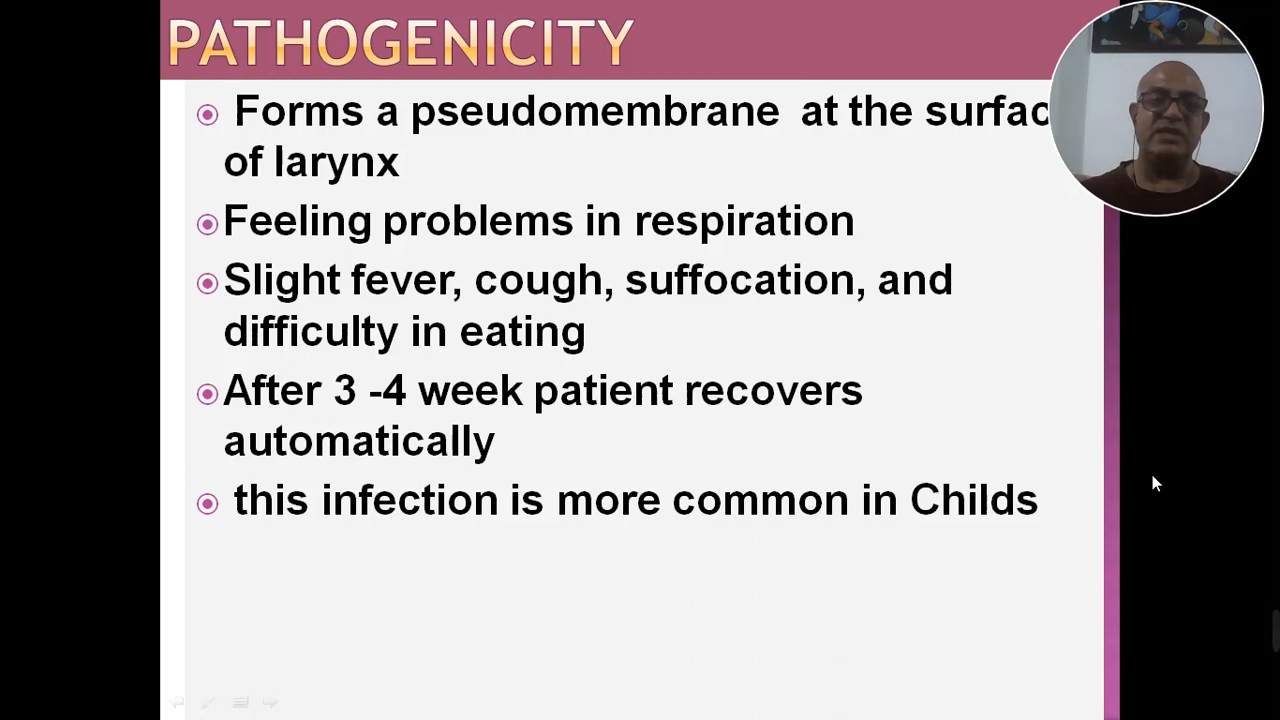 PATHOGENICITY
Forms a pseudomembrane at the surfac
of larynx
Feeling problems in respiration
Slight fever, cough, suffocation, and
difficulty in eating
After 3 -4 week patient recovers
automatically
this infection is more common in Childs